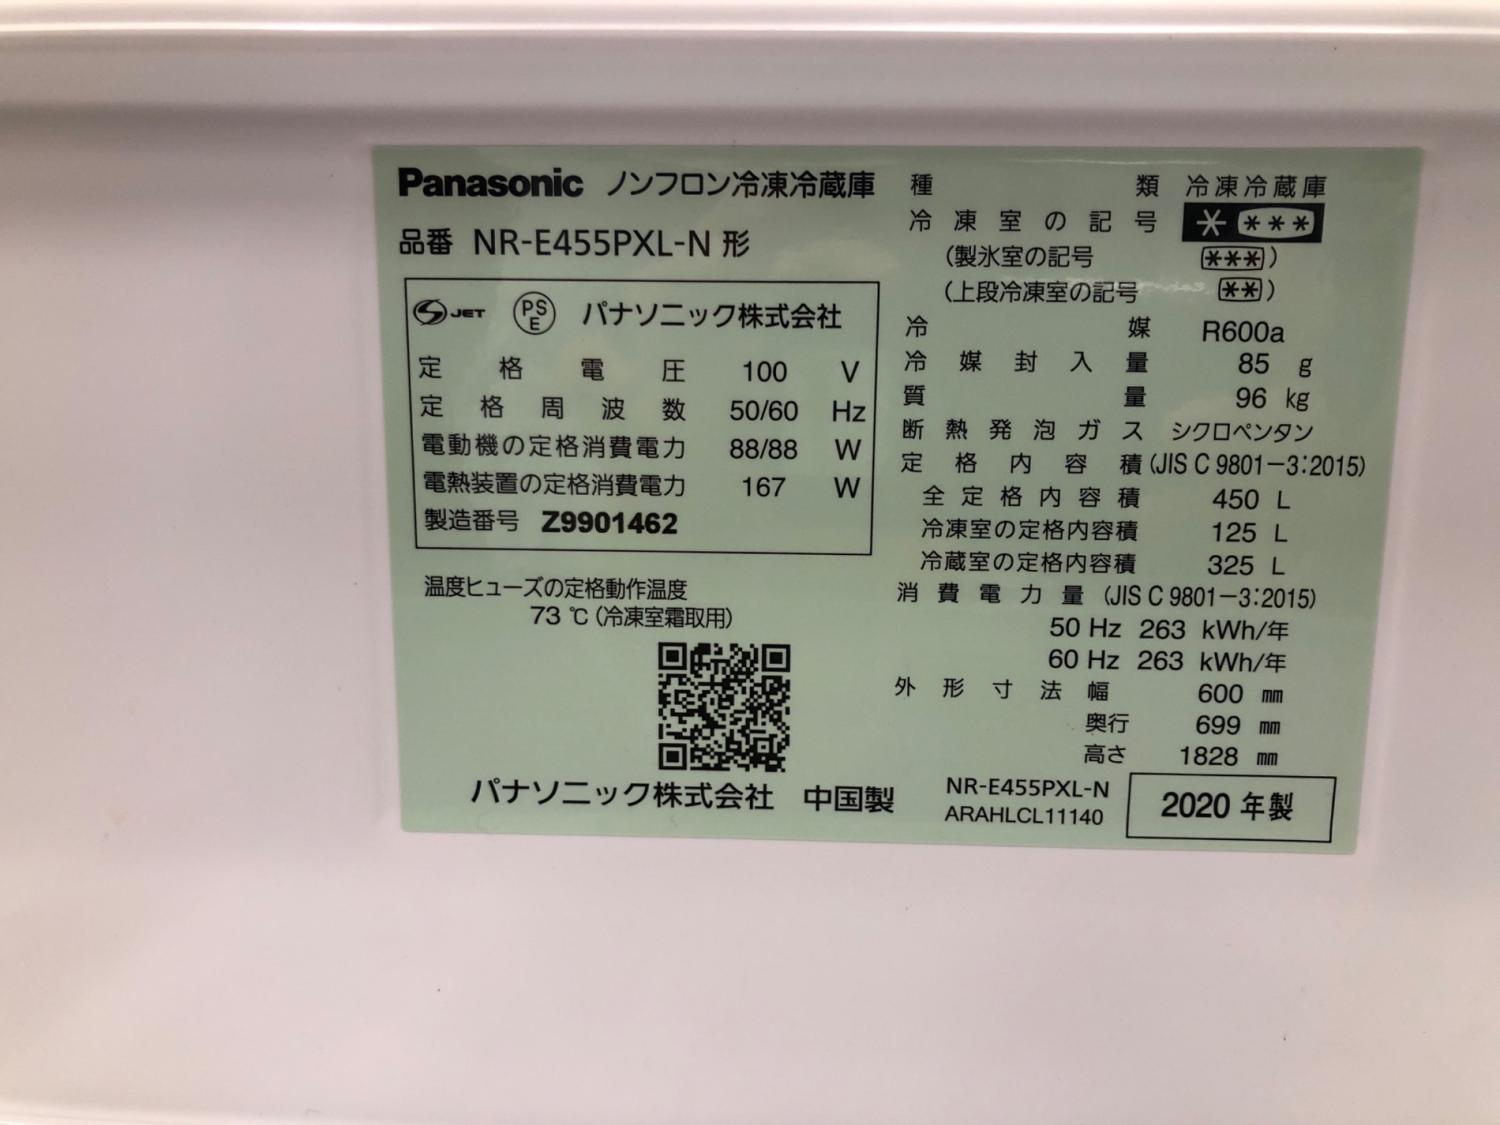 Panasonic ノンフロン冷凍冷蔵庫
品番 NR-E455PXL-N 形
JET PSE パナソニック株式会社
定格電圧 100 V
定格周波数 50/60 Hz
電動機の定格消費電力 88/88 W
電熱装置の定格消費電力 167 W
製造番号 Z9901462
温度ヒューズの定格動作温度
73 ℃ (冷凍室霜取用)
パナソニック株式会社 中国製
種類 冷凍冷蔵庫
冷凍室の記号 * ***
(製氷室の記号 ***)
(上段冷凍室の記号 **)
冷媒 R600a
冷媒封入量 85 g
質量 96 kg
断熱発泡ガス シクロペンタン
定格内容積 (JIS C 9801-3:2015)
全定格内容積 450 L
冷凍室の定格内容積 125 L
冷蔵室の定格内容積 325 L
消費電力量 (JIS C 9801-3:2015)
50 Hz 263 kWh/年
60 Hz 263 kWh/年
外形寸法幅 600 mm
奥行 699 mm
高さ 1828 mm
NR-E455PXL-N
ARAHLCL11140
2020 年製